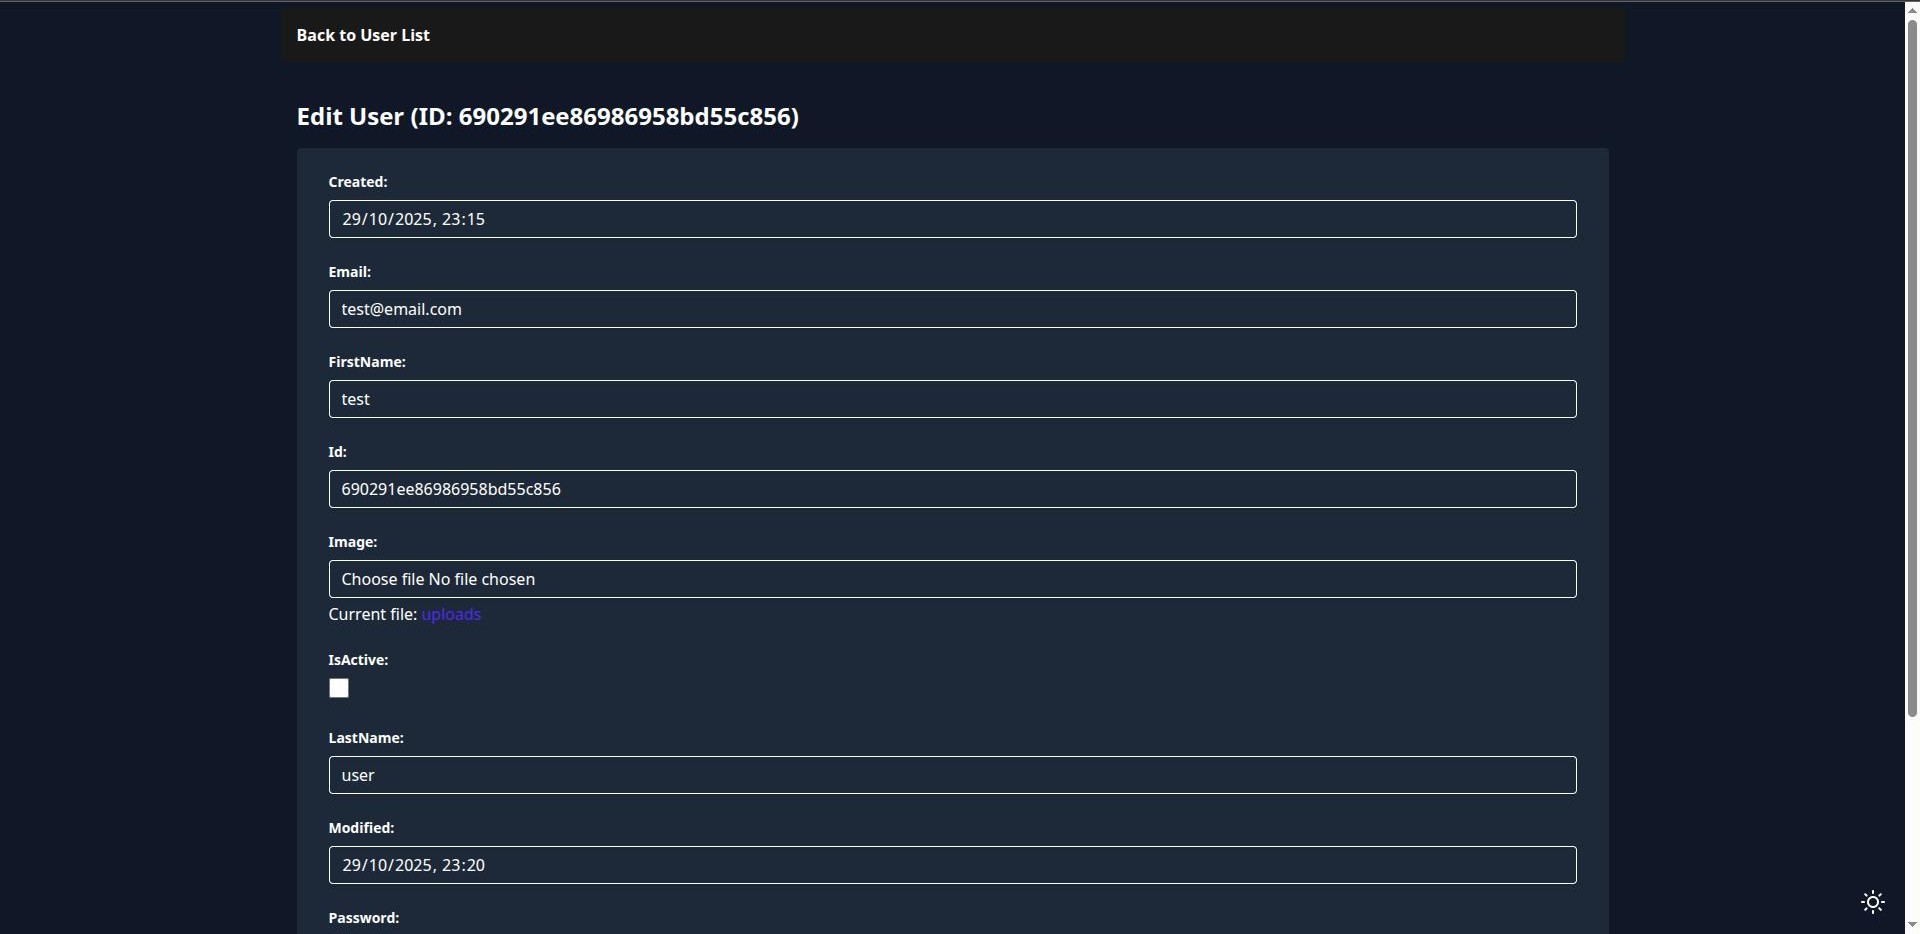 Back to User List
Edit User (ID: 690291ee86986958bd55c856)
Created:
29/10/2025, 23:15
Email:
test@email.com
FirstName:
test
Id:
690291ee86986958bd55c856
Image:
Choose file No file chosen
Current file: uploads
IsActive:
LastName:
user
Modified:
29/10/2025, 23:20
Password: